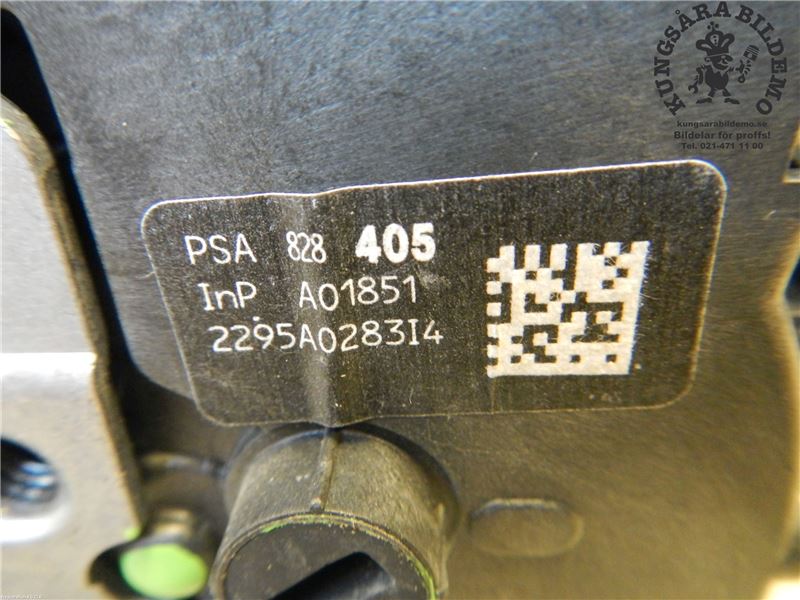 KUNGSÅRA BILDEMO
kungsarabildemo.se
Bildelar för proffs!
Tel. 021-471 11 00
PSA 828 405
InP. A01851
2295A0283I4